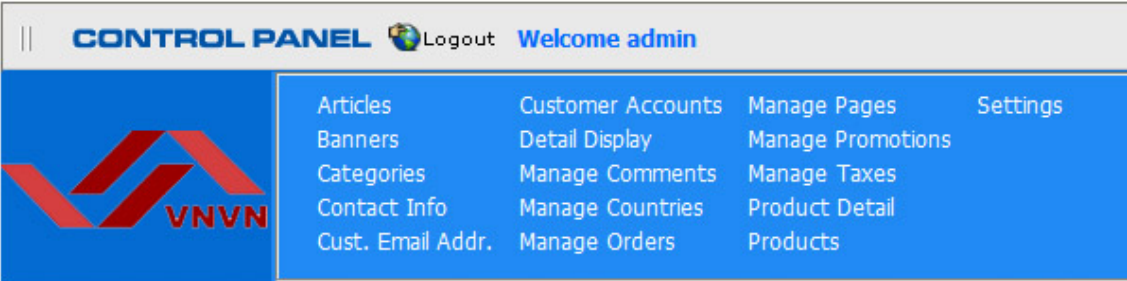 CONTROL PANEL Logout Welcome admin
Articles Customer Accounts Manage Pages Settings
Banners Detail Display Manage Promotions
Categories Manage Comments Manage Taxes
Contact Info Manage Countries Product Detail
Cust. Email Addr. Manage Orders Products
VNVN